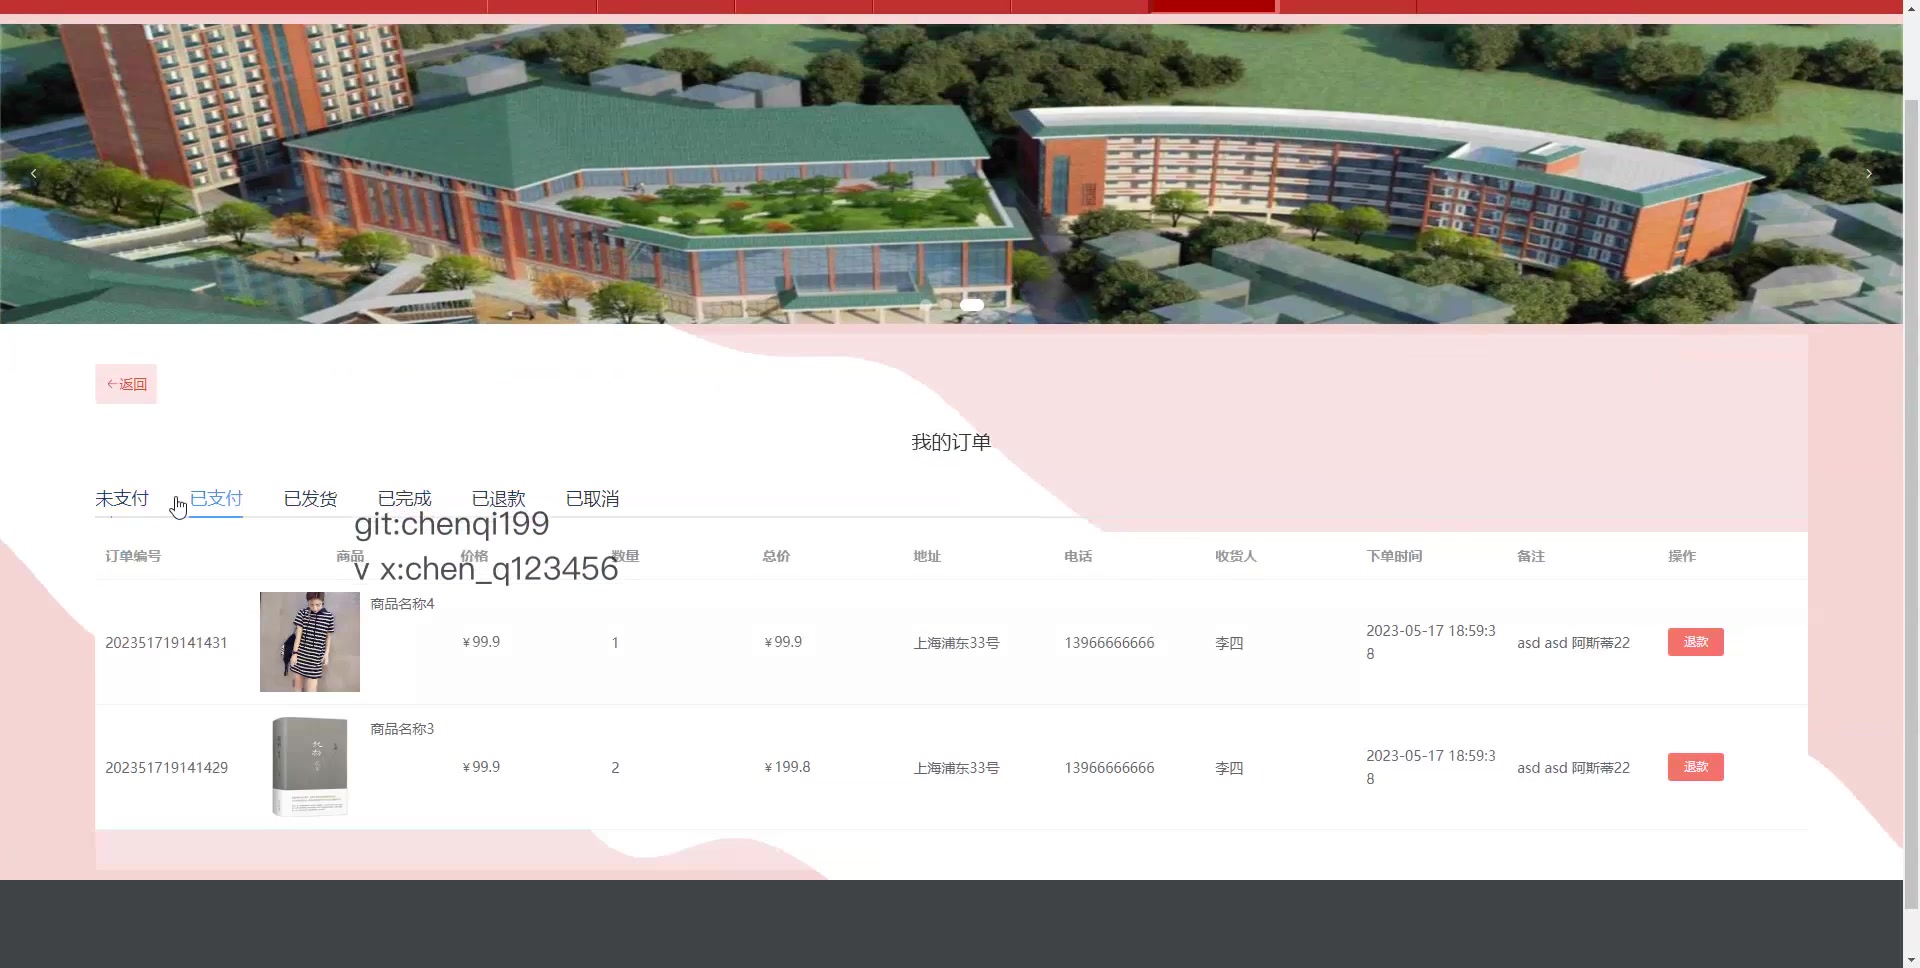 ←返回
我的订单
未支付 已支付 已发货 已完成 已退款 已取消
git:chenqi199
v x:chen_q123456
订单编号 商品 价格 数量 总价 地址 电话 收货人 下单时间 备注 操作
商品名称4
202351719141431 ¥99.9 1 ¥99.9 上海浦东33号 13966666666 李四 2023-05-17 18:59:3 asd asd 阿斯蒂22 退款
8
商品名称3
202351719141429 ¥99.9 2 ¥199.8 上海浦东33号 13966666666 李四 2023-05-17 18:59:3 asd asd 阿斯蒂22 退款
8